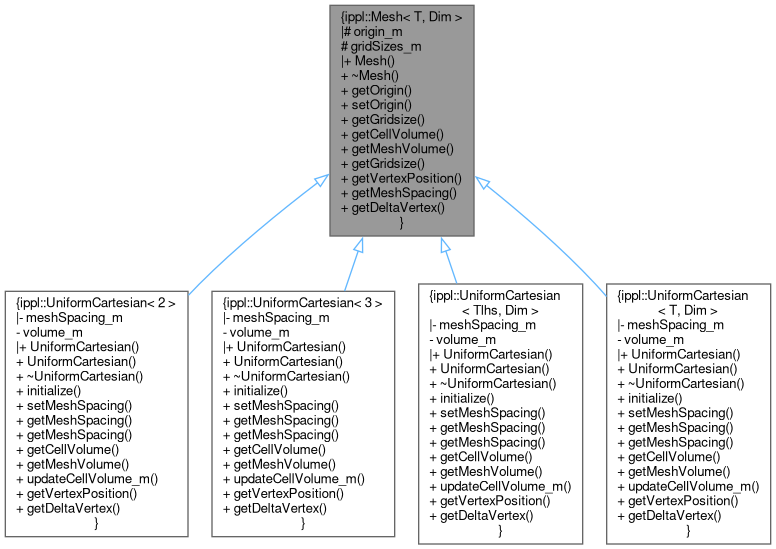 {ippl::Mesh< T, Dim >
|# origin_m
# gridSizes_m
|+ Mesh()
+ ~Mesh()
+ getOrigin()
+ setOrigin()
+ getGridsize()
+ getCellVolume()
+ getMeshVolume()
+ getGridsize()
+ getVertexPosition()
+ getMeshSpacing()
+ getDeltaVertex()
}
{ippl::UniformCartesian< 2 >
|- meshSpacing_m
- volume_m
|+ UniformCartesian()
+ UniformCartesian()
+ ~UniformCartesian()
+ initialize()
+ setMeshSpacing()
+ getMeshSpacing()
+ getMeshSpacing()
+ getCellVolume()
+ getMeshVolume()
+ updateCellVolume_m()
+ getVertexPosition()
+ getDeltaVertex()
}
{ippl::UniformCartesian< 3 >
|- meshSpacing_m
- volume_m
|+ UniformCartesian()
+ UniformCartesian()
+ ~UniformCartesian()
+ initialize()
+ setMeshSpacing()
+ getMeshSpacing()
+ getMeshSpacing()
+ getCellVolume()
+ getMeshVolume()
+ updateCellVolume_m()
+ getVertexPosition()
+ getDeltaVertex()
}
{ippl::UniformCartesian
< Tlhs, Dim >
|- meshSpacing_m
- volume_m
|+ UniformCartesian()
+ UniformCartesian()
+ ~UniformCartesian()
+ initialize()
+ setMeshSpacing()
+ getMeshSpacing()
+ getMeshSpacing()
+ getCellVolume()
+ getMeshVolume()
+ updateCellVolume_m()
+ getVertexPosition()
+ getDeltaVertex()
}
{ippl::UniformCartesian
< T, Dim >
|- meshSpacing_m
- volume_m
|+ UniformCartesian()
+ UniformCartesian()
+ ~UniformCartesian()
+ initialize()
+ setMeshSpacing()
+ getMeshSpacing()
+ getMeshSpacing()
+ getCellVolume()
+ getMeshVolume()
+ updateCellVolume_m()
+ getVertexPosition()
+ getDeltaVertex()
}